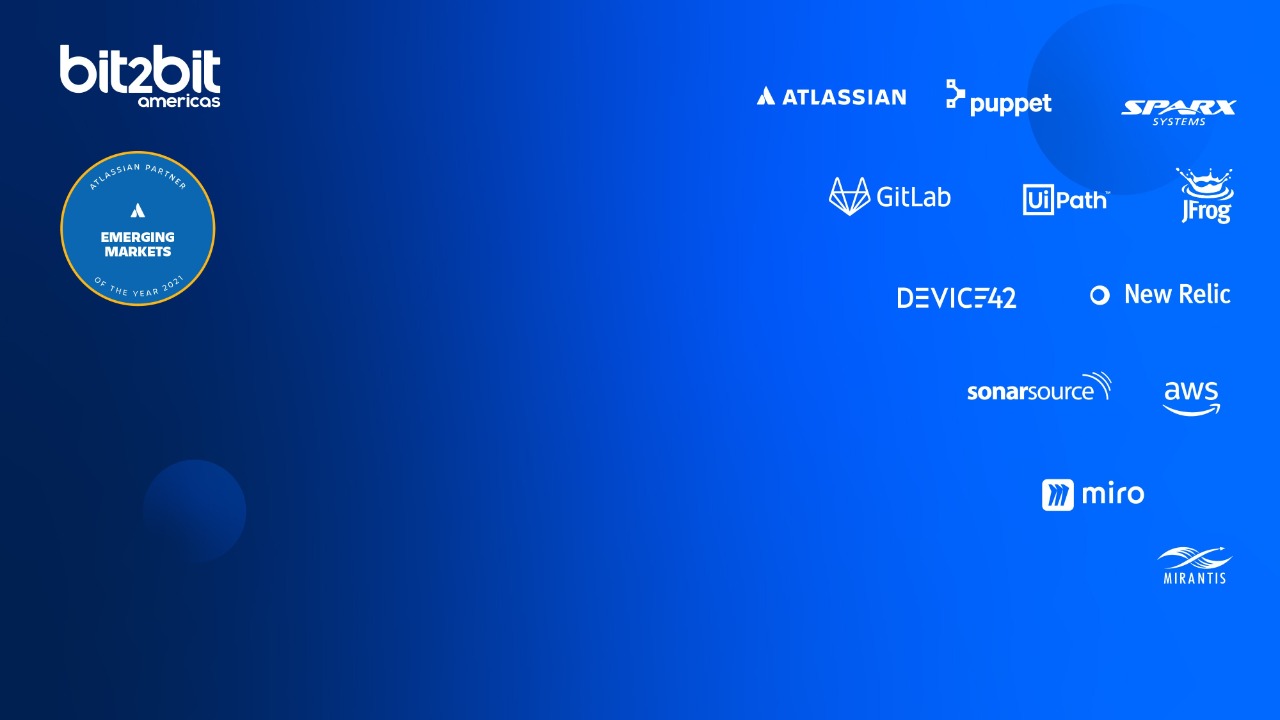 bit2bit
americas
ATLASSIAN PARTNER
EMERGING
MARKETS
OF THE YEAR 2021
ATLASSIAN
puppet
SPARX
SYSTEMS
GitLab
UiPath™
JFrog
DEVICE42
New Relic
sonarsource
aws
miro
MIRANTIS